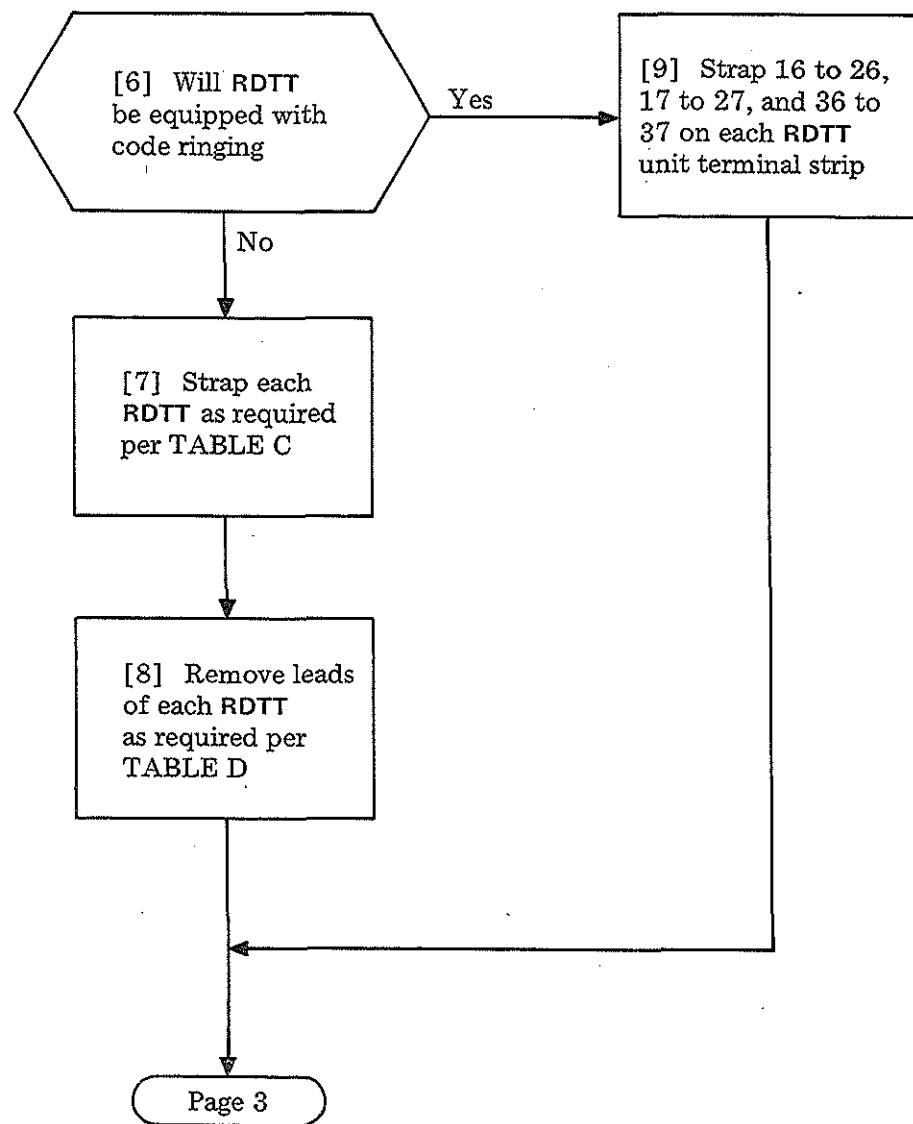 [6] Will RDTT
be equipped with
code ringing
Yes
[9] Strap 16 to 26,
17 to 27, and 36 to
37 on each RDTT
unit terminal strip
No
[7] Strap each
RDTT as required
per TABLE C
[8] Remove leads
of each RDTT
as required per
TABLE D
Page 3